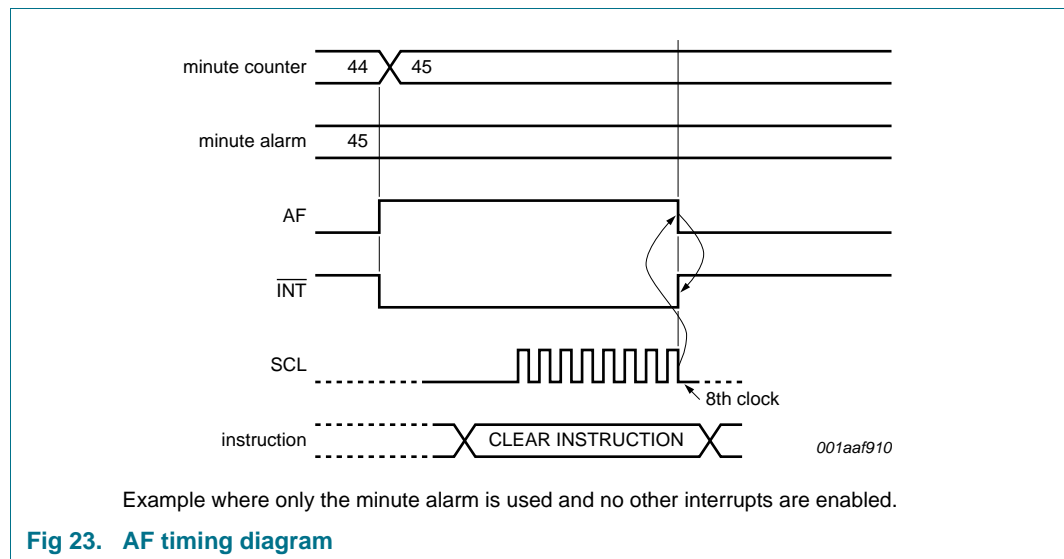 minute counter 44 45
minute alarm 45
AF
INT
SCL
8th clock
instruction CLEAR INSTRUCTION
001aaf910
Example where only the minute alarm is used and no other interrupts are enabled.
Fig 23. AF timing diagram